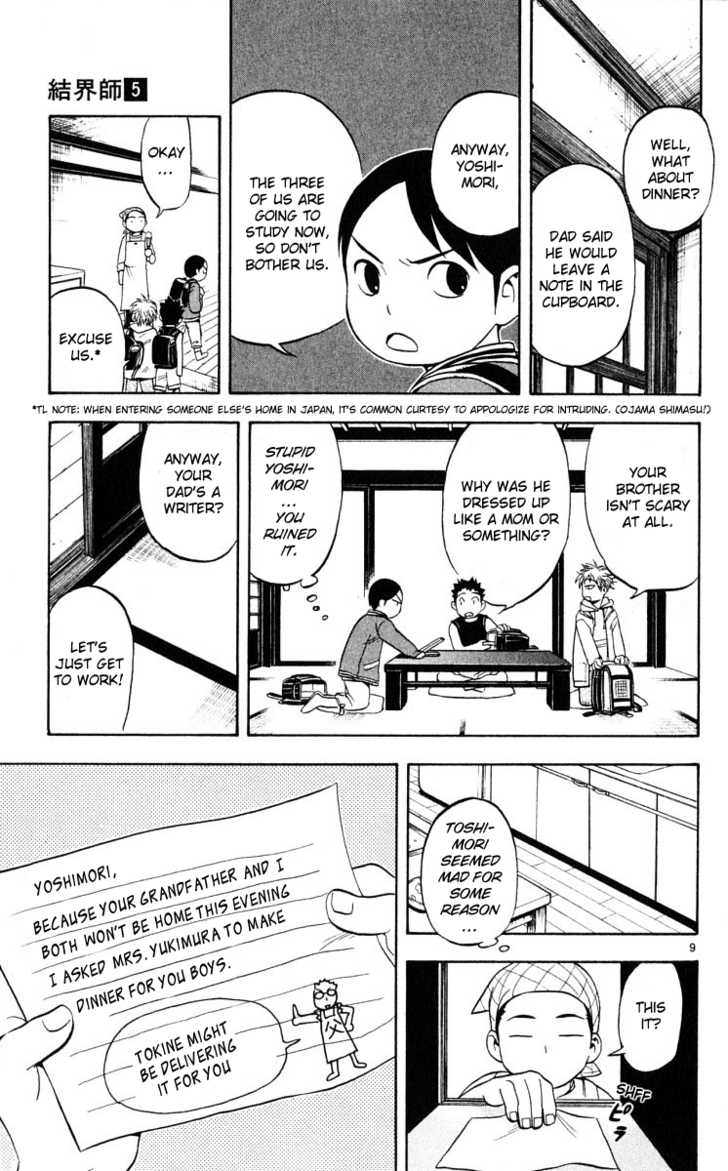 結界師5
WELL,
WHAT
ABOUT
DINNER?
DAD SAID
HE WOULD
LEAVE A
NOTE IN THE
CUPBOARD.
ANYWAY,
YOSHI-
MORI,
THE THREE
OF US ARE
GOING TO
STUDY NOW,
SO DON'T
BOTHER US.
OKAY
...
EXCUSE
US.*
*TL NOTE: WHEN ENTERING SOMEONE ELSE'S HOME IN JAPAN, IT'S COMMON CURTESY TO APPOLOGIZE FOR INTRUDING. (OJAMA SHIMASU!)
YOUR
BROTHER
ISN'T SCARY
AT ALL.
WHY WAS HE
DRESSED UP
LIKE A MOM OR
SOMETHING?
STUPID
YOSHI-
MORI
...
YOU
RUINED
IT.
ANYWAY,
YOUR
DAD'S A
WRITER?
LET'S
JUST GET
TO WORK!
TOSHI-
MORI
SEEMED
MAD FOR
SOME
REASON
...
9
THIS
IT?
SHFF
ピラ
YOSHIMORI,
BECAUSE YOUR GRANDFATHER AND I
BOTH WON'T BE HOME THIS EVENING
I ASKED MRS. YUKIMURA TO MAKE
DINNER FOR YOU BOYS.
父
TOKINE MIGHT
BE DELIVERING
IT FOR YOU